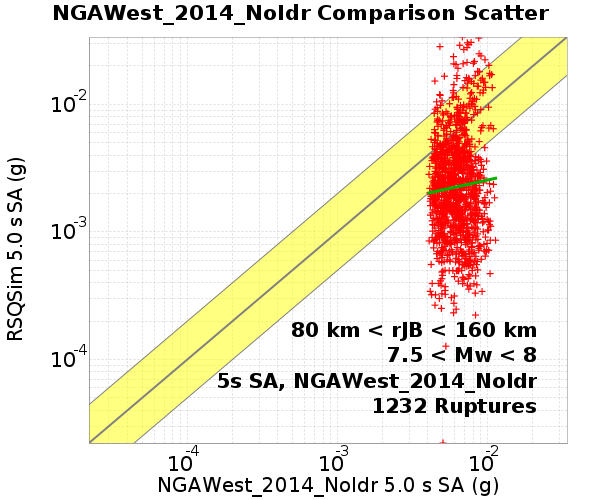 NGAWest_2014_NoIdr Comparison Scatter
RSQSim 5.0 s SA (g)
10-2
10-3
10-4
80 km < rJB < 160 km
7.5 < Mw < 8
5s SA, NGAWest_2014_NoIdr
1232 Ruptures
10-4 10-3 10-2
NGAWest_2014_NoIdr 5.0 s SA (g)